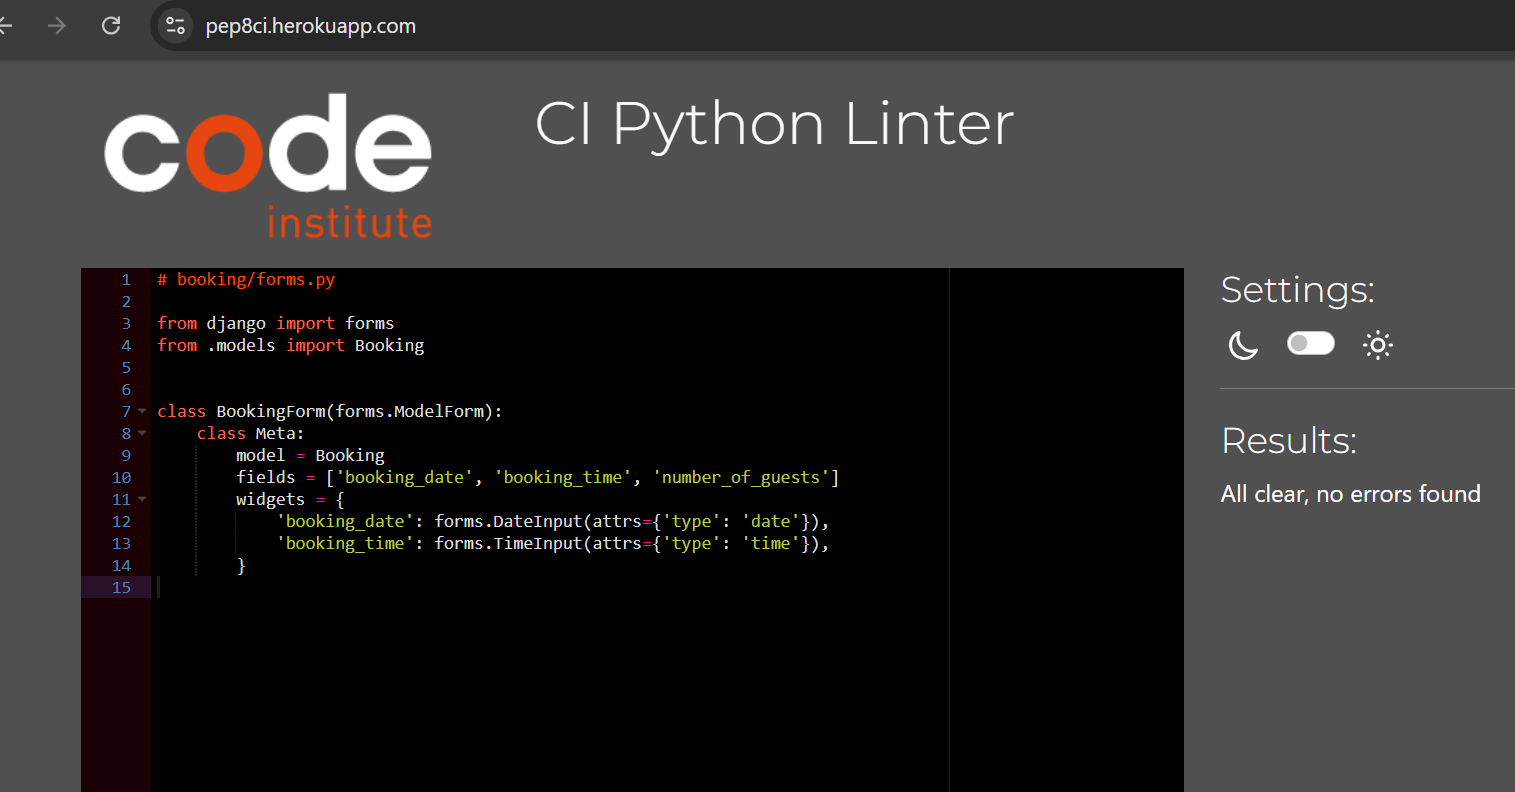 pep8ci.herokuapp.com
code
institute
CI Python Linter
1 # booking/forms.py
2
3 from django import forms
4 from .models import Booking
5
6
7 class BookingForm(forms.ModelForm):
8     class Meta:
9         model = Booking
10         fields = ['booking_date', 'booking_time', 'number_of_guests']
11         widgets = {
12             'booking_date': forms.DateInput(attrs={'type': 'date'}),
13             'booking_time': forms.TimeInput(attrs={'type': 'time'}),
14         }
15
Settings:
Results:
All clear, no errors found